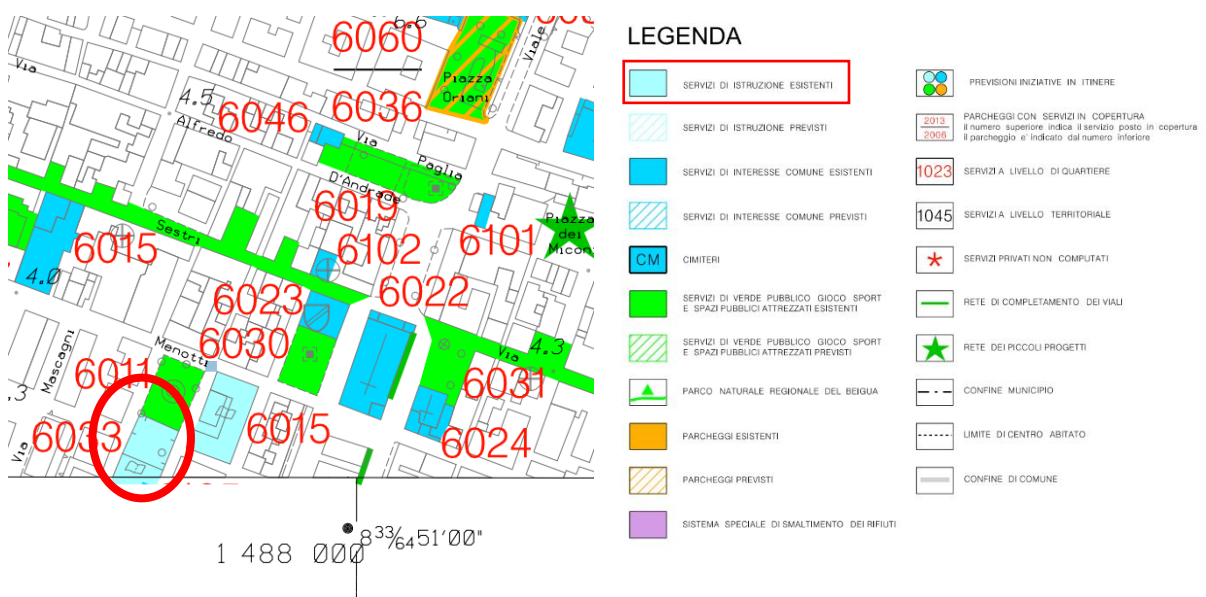 6.6
6060
Viale
Via
Piazza
Oriani
4.5
6046
6036
Alfredo
Via
Paglia
D'Andrade
6019
Piazza
dei
Miconi
Sestri
6015
6102
6101
4.0
6023
6022
Menotti
6030
Via
4.3
Mascagni
6011
6031
.3
6033
6015
6024
Via
1 488 000
8 33/64 51'00"
LEGENDA
SERVIZI DI ISTRUZIONE ESISTENTI
SERVIZI DI ISTRUZIONE PREVISTI
SERVIZI DI INTERESSE COMUNE ESISTENTI
SERVIZI DI INTERESSE COMUNE PREVISTI
CM CIMITERI
SERVIZI DI VERDE PUBBLICO GIOCO SPORT
E SPAZI PUBBLICI ATTREZZATI ESISTENTI
SERVIZI DI VERDE PUBBLICO GIOCO SPORT
E SPAZI PUBBLICI ATTREZZATI PREVISTI
PARCO NATURALE REGIONALE DEL BEIGUA
PARCHEGGI ESISTENTI
PARCHEGGI PREVISTI
SISTEMA SPECIALE DI SMALTIMENTO DEI RIFIUTI
PREVISIONI INIZIATIVE IN ITINERE
2013
2006
PARCHEGGI CON SERVIZI IN COPERTURA
il numero superiore indica il servizio posto in copertura
il parcheggio e' indicato dal numero inferiore
1023 SERVIZI A LIVELLO DI QUARTIERE
1045 SERVIZI A LIVELLO TERRITORIALE
SERVIZI PRIVATI NON COMPUTATI
RETE DI COMPLETAMENTO DEI VIALI
RETE DEI PICCOLI PROGETTI
CONFINE MUNICIPIO
LIMITE DI CENTRO ABITATO
CONFINE DI COMUNE